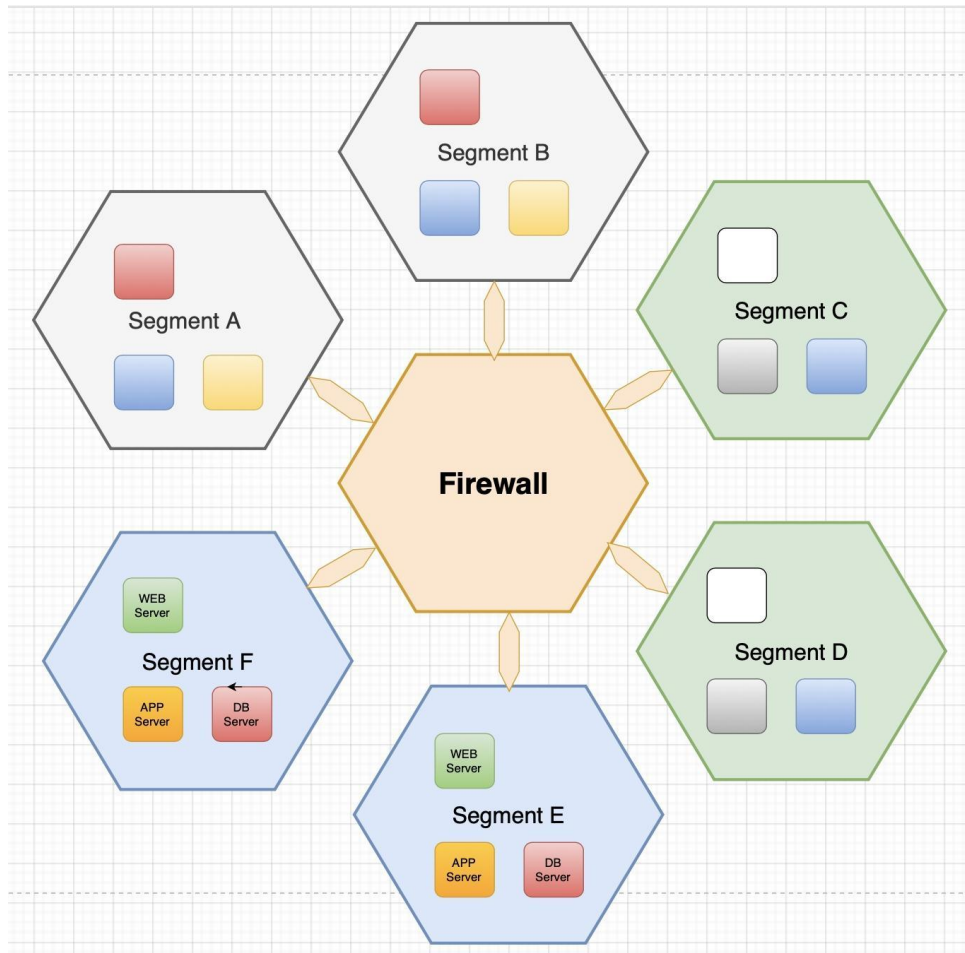 Segment B
Segment A
Segment C
Firewall
WEB
Server
Segment F
APP
Server
DB
Server
Segment D
WEB
Server
Segment E
APP
Server
DB
Server